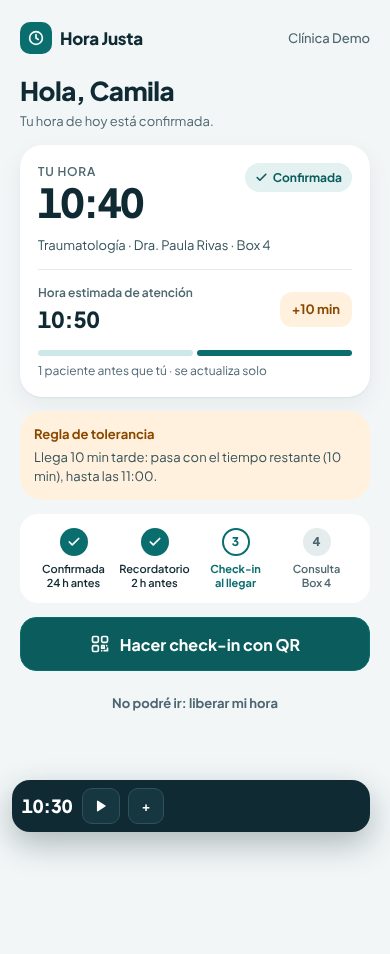 Hora Justa
Clínica Demo
Hola, Camila
Tu hora de hoy está confirmada.
TU HORA
Confirmada
10:40
Traumatología · Dra. Paula Rivas · Box 4
Hora estimada de atención
10:50
+10 min
1 paciente antes que tú · se actualiza solo
Regla de tolerancia
Llega 10 min tarde: pasa con el tiempo restante (10
min), hasta las 11:00.
3
4
Confirmada
24 h antes
Recordatorio
2 h antes
Check-in
al llegar
Consulta
Box 4
Hacer check-in con QR
No podré ir: liberar mi hora
10:30
+